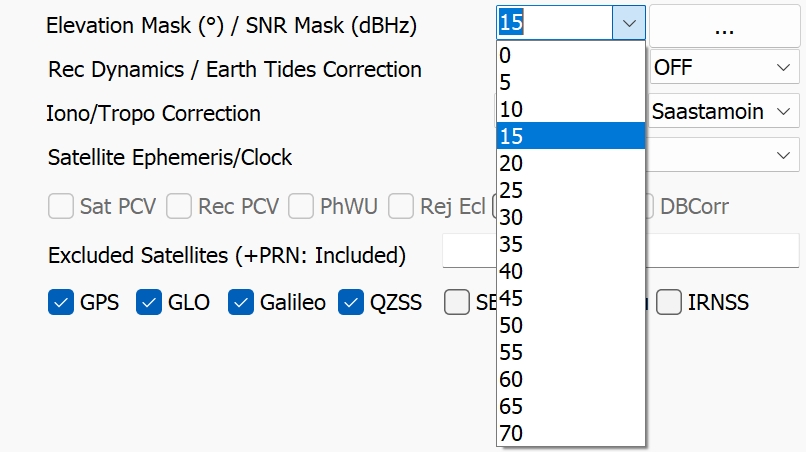 Elevation Mask (°) / SNR Mask (dBHz) 15 ...
0
Rec Dynamics / Earth Tides Correction 5 OFF
10
Iono/Tropo Correction Saastamoin
15
Satellite Ephemeris/Clock 20
25
Sat PCV Rec PCV PhWU Rej Ecl 30 DBCorr
35
Excluded Satellites (+PRN: Included) 40
45
GPS GLO Galileo QZSS IRNSS
50
55
60
65
70